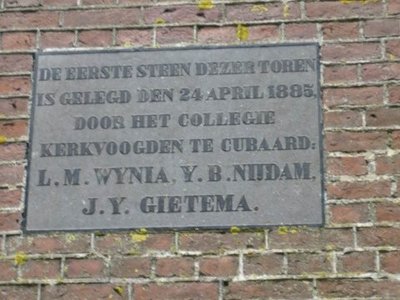 DE EERSTE STEEN DEZER TOREN
IS GELEGD DEN 24 APRIL 1885.
DOOR HET COLLEGIE
KERKVOOGDEN TE CUBAARD:
L. M. WYNIA, Y. B. NIJDAM,
J. Y. GIETEMA.